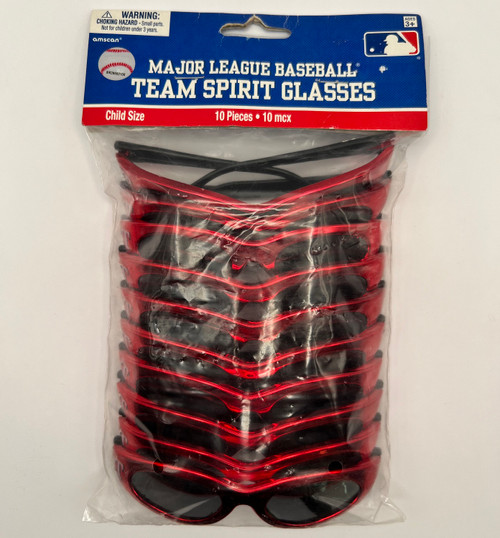 WARNING:
CHOKING HAZARD - Small parts.
Not for children under 3 years.
AGES
3+
amscan®
MAJOR LEAGUE BASEBALL®
TEAM SPIRIT GLASSES
Child Size
10 Pieces • 10 mcx